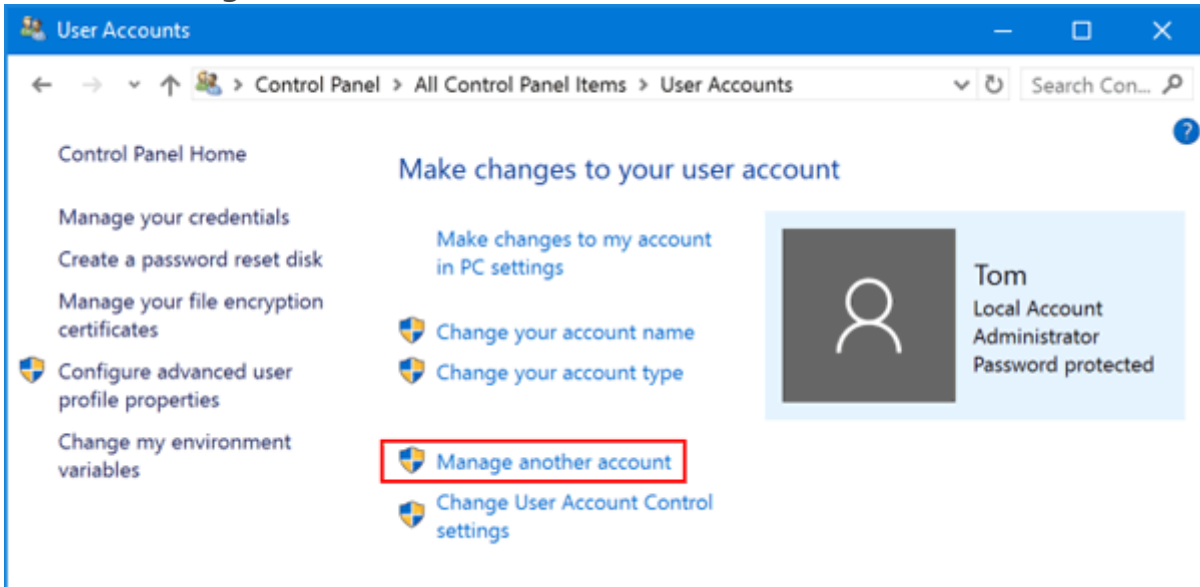 User Accounts
Control Panel > All Control Panel Items > User Accounts
Search Con...
?
Control Panel Home
Manage your credentials
Create a password reset disk
Manage your file encryption
certificates
Configure advanced user
profile properties
Change my environment
variables
Make changes to your user account
Make changes to my account
in PC settings
Change your account name
Change your account type
Manage another account
Change User Account Control
settings
Tom
Local Account
Administrator
Password protected